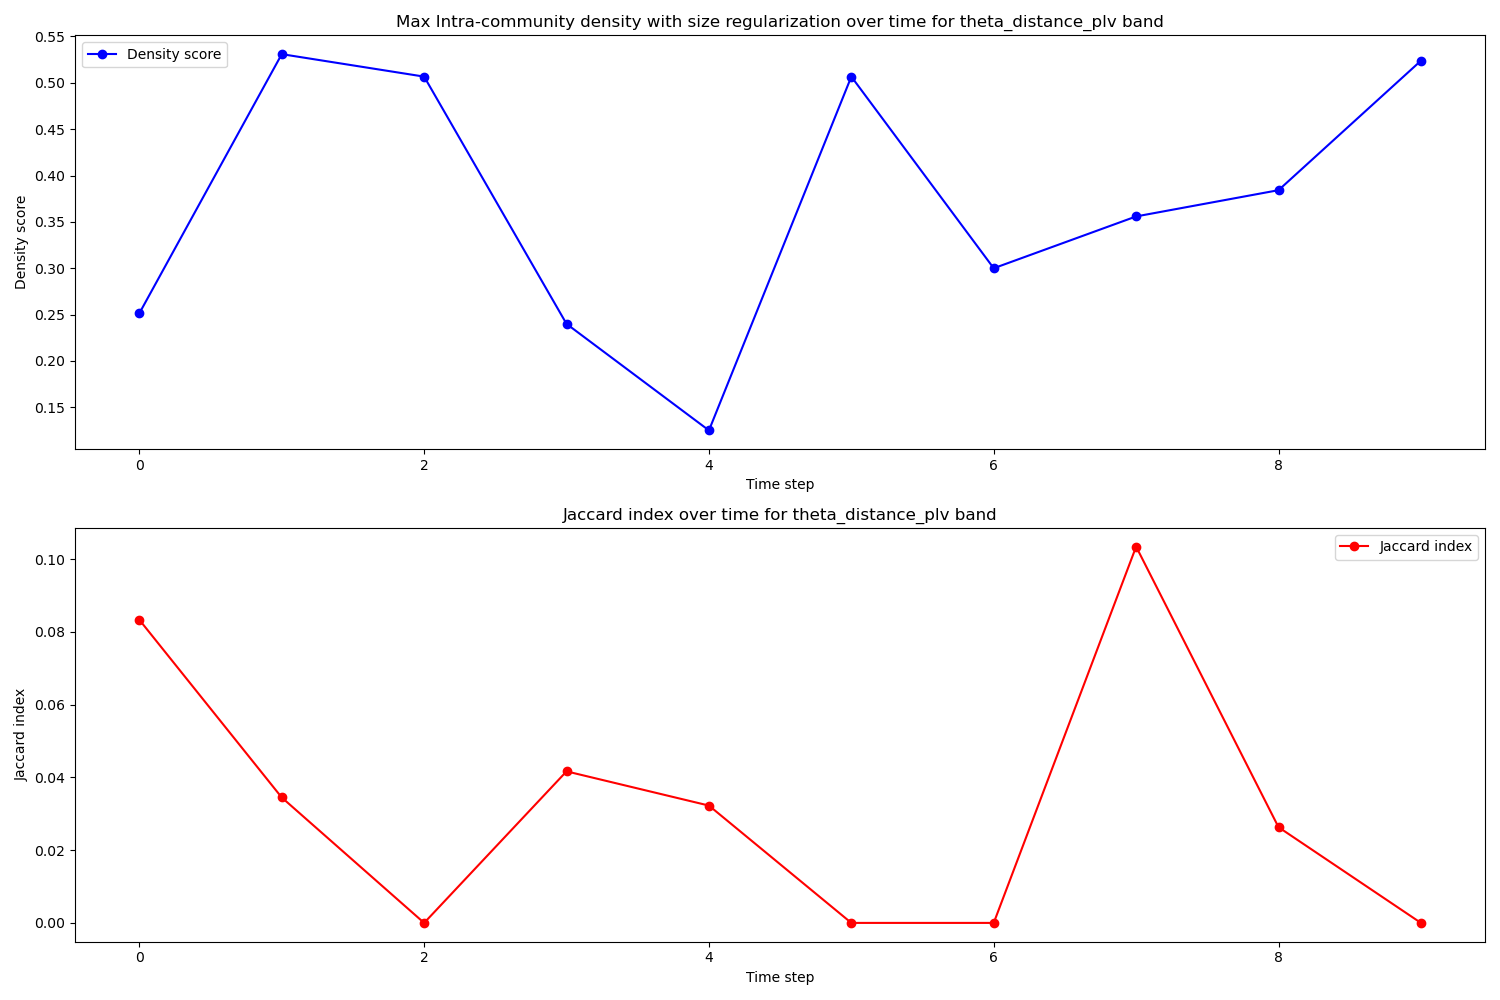 Max Intra-community density with size regularization over time for theta_distance_plv band
Density score
0.55
0.50
0.45
0.40
0.35
0.30
0.25
0.20
0.15
Density score
0 2 4 6 8
Time step
Jaccard index over time for theta_distance_plv band
Jaccard index
0.10
0.08
0.06
0.04
0.02
0.00
Jaccard index
0 2 4 6 8
Time step